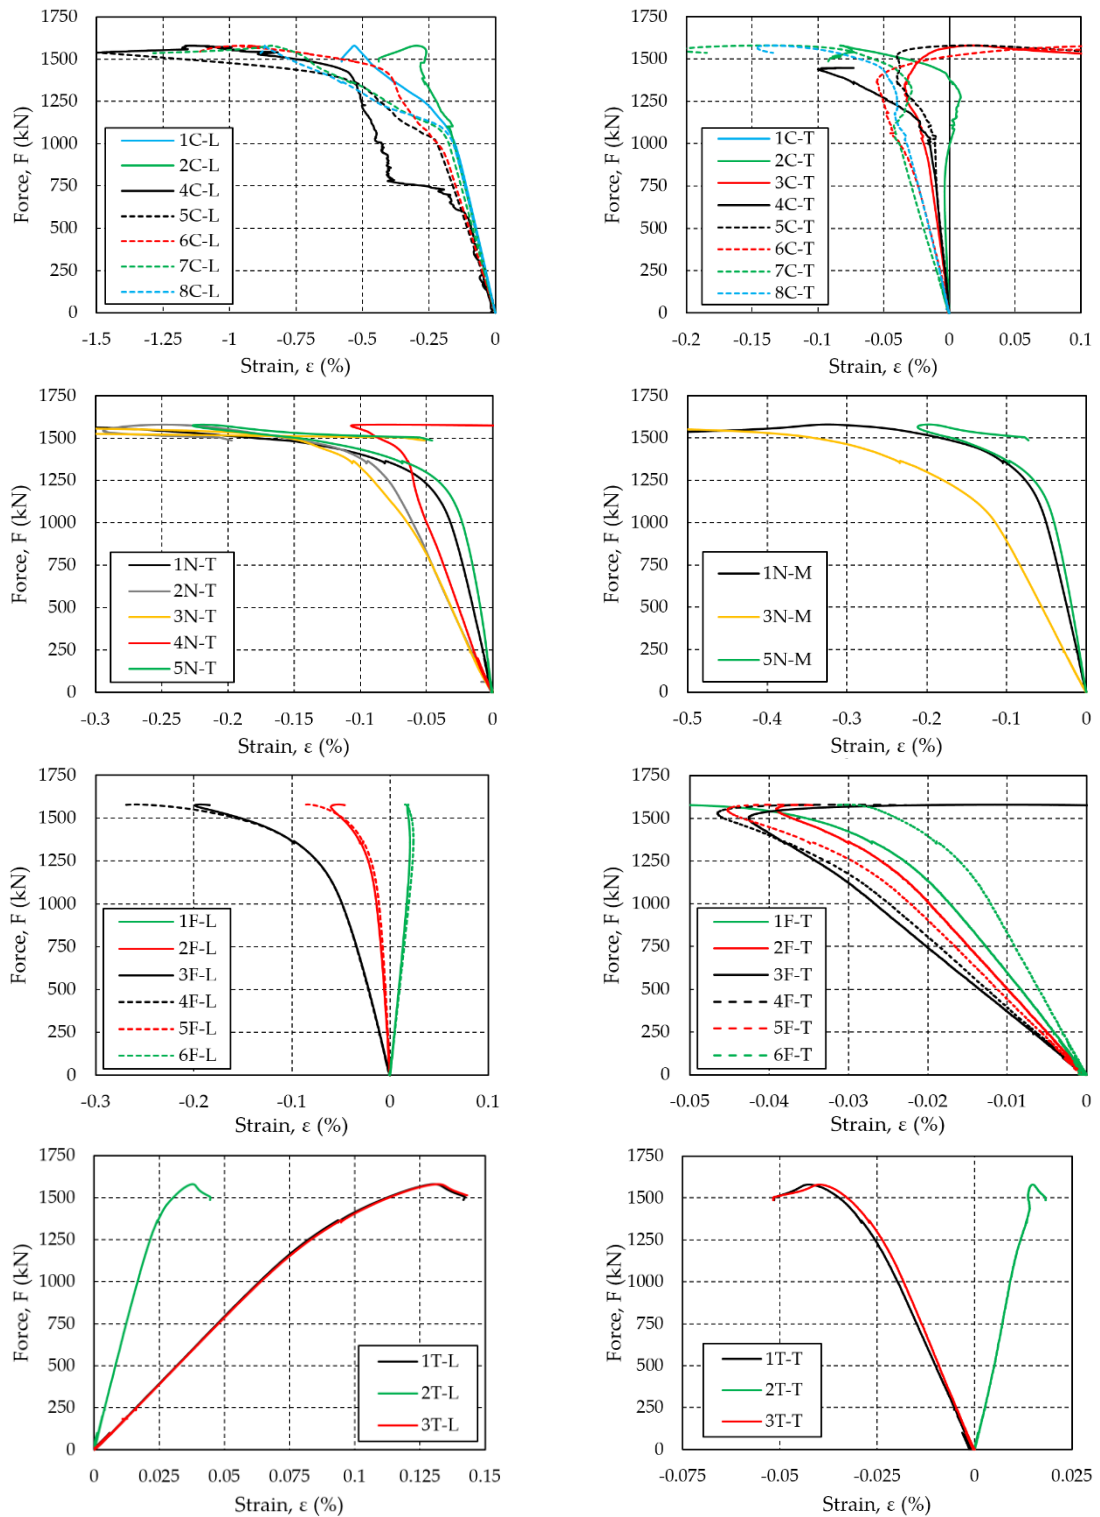 1750
1500
1250
1000
750
500
250
0
Force, F (kN)
1C-L
2C-L
4C-L
5C-L
6C-L
7C-L
8C-L
-1.5 -1.25 -1 -0.75 -0.5 -0.25 0
Strain, ε (%)
1750
1500
1250
1000
750
500
250
0
Force, F (kN)
1C-T
2C-T
3C-T
4C-T
5C-T
6C-T
7C-T
8C-T
-0.2 -0.15 -0.1 -0.05 0 0.05 0.1
Strain, ε (%)
1750
1500
1250
1000
750
500
250
0
Force, F (kN)
1N-T
2N-T
3N-T
4N-T
5N-T
-0.3 -0.25 -0.2 -0.15 -0.1 -0.05 0
Strain, ε (%)
1750
1500
1250
1000
750
500
250
0
Force, F (kN)
1N-M
3N-M
5N-M
-0.5 -0.4 -0.3 -0.2 -0.1 0
Strain, ε (%)
1750
1500
1250
1000
750
500
250
0
Force, F (kN)
1F-L
2F-L
3F-L
4F-L
5F-L
6F-L
-0.3 -0.2 -0.1 0 0.1
Strain, ε (%)
1750
1500
1250
1000
750
500
250
0
Force, F (kN)
1F-T
2F-T
3F-T
4F-T
5F-T
6F-T
-0.05 -0.04 -0.03 -0.02 -0.01 0
Strain, ε (%)
1750
1500
1250
1000
750
500
250
0
Force, F (kN)
1T-L
2T-L
3T-L
0 0.025 0.05 0.075 0.1 0.125 0.15
Strain, ε (%)
1750
1500
1250
1000
750
500
250
0
Force, F (kN)
1T-T
2T-T
3T-T
-0.075 -0.05 -0.025 0 0.025
Strain, ε (%)